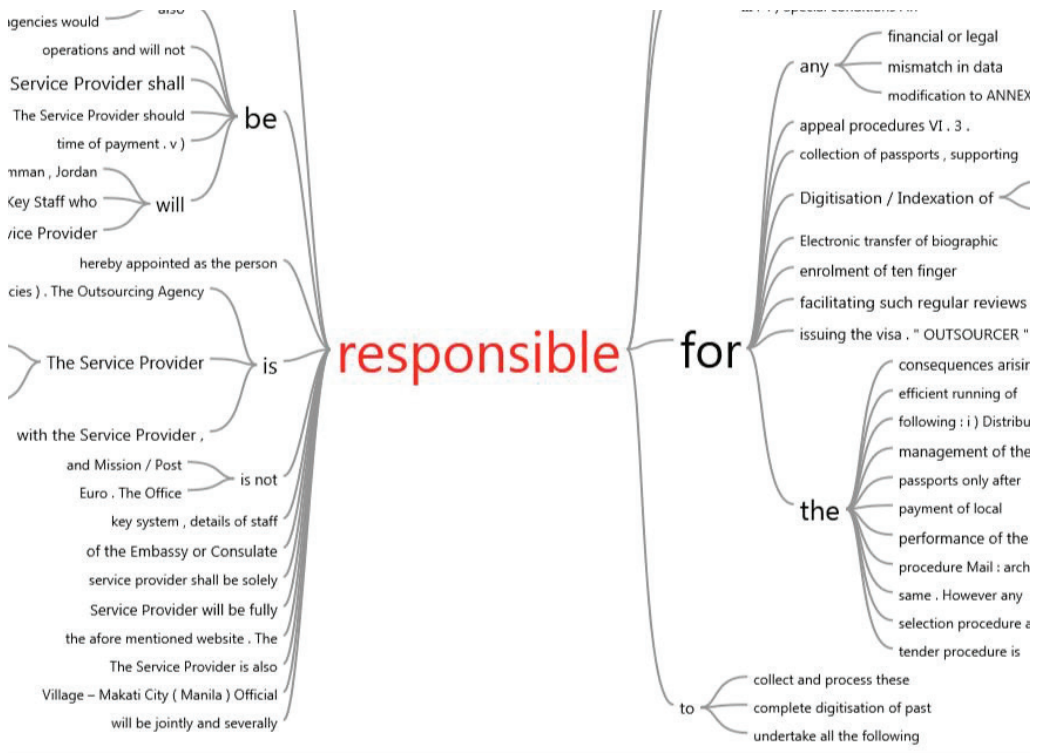 also
agencies would
operations and will not
Service Provider shall
The Service Provider should
time of payment . v )
be
mman , Jordan
Key Staff who
vice Provider
will
hereby appointed as the person
cies ) . The Outsourcing Agency
The Service Provider
is
with the Service Provider ,
and Mission / Post
Euro . The Office
is not
key system , details of staff
of the Embassy or Consulate
service provider shall be solely
Service Provider will be fully
the afore mentioned website . The
The Service Provider is also
Village – Makati City ( Manila ) Official
will be jointly and severally
responsible
for
any
financial or legal
mismatch in data
modification to ANNEX
appeal procedures VI . 3 .
collection of passports , supporting
Digitisation / Indexation of
Electronic transfer of biographic
enrolment of ten finger
facilitating such regular reviews
issuing the visa . " OUTSOURCER "
the
consequences arisin
efficient running of
following : i ) Distribu
management of the
passports only after
payment of local
performance of the
procedure Mail : arch
same . However any
selection procedure a
tender procedure is
to
collect and process these
complete digitisation of past
undertake all the following